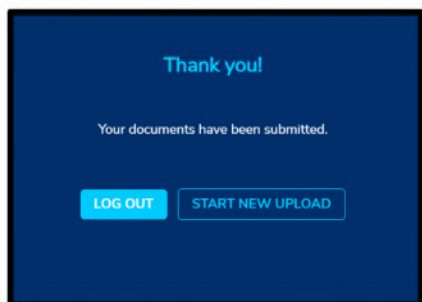 Thank you!
Your documents have been submitted.
LOG OUT
START NEW UPLOAD